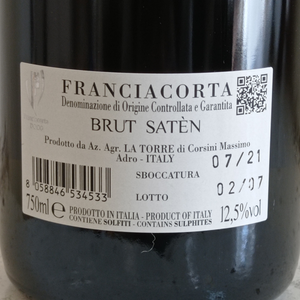 FRANCIACORTA
Denominazione di Origine Controllata e Garantita
BRUT SATÈN
Prodotto da Az. Agr. LA TORRE di Corsini Massimo
Adro - ITALY
07/21
SBOCCATURA
02/07
LOTTO
8 058846 534533
750ml e
PRODOTTO IN ITALIA - PRODUCT OF ITALY
CONTIENE SOLFITI - CONTAINS SULPHITES
12,5%vol